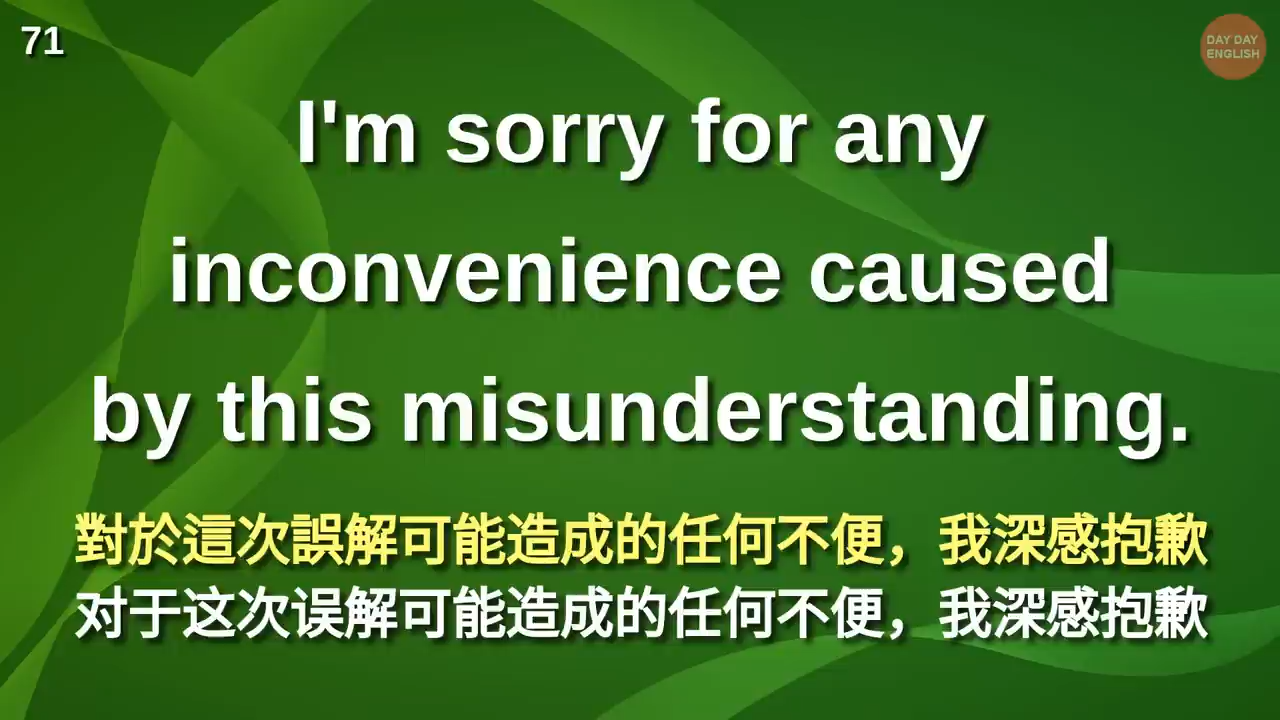 71
DAY DAY
ENGLISH
I'm sorry for any
inconvenience caused
by this misunderstanding.
對於這次誤解可能造成的任何不便，我深感抱歉
对于这次误解可能造成的任何不便，我深感抱歉